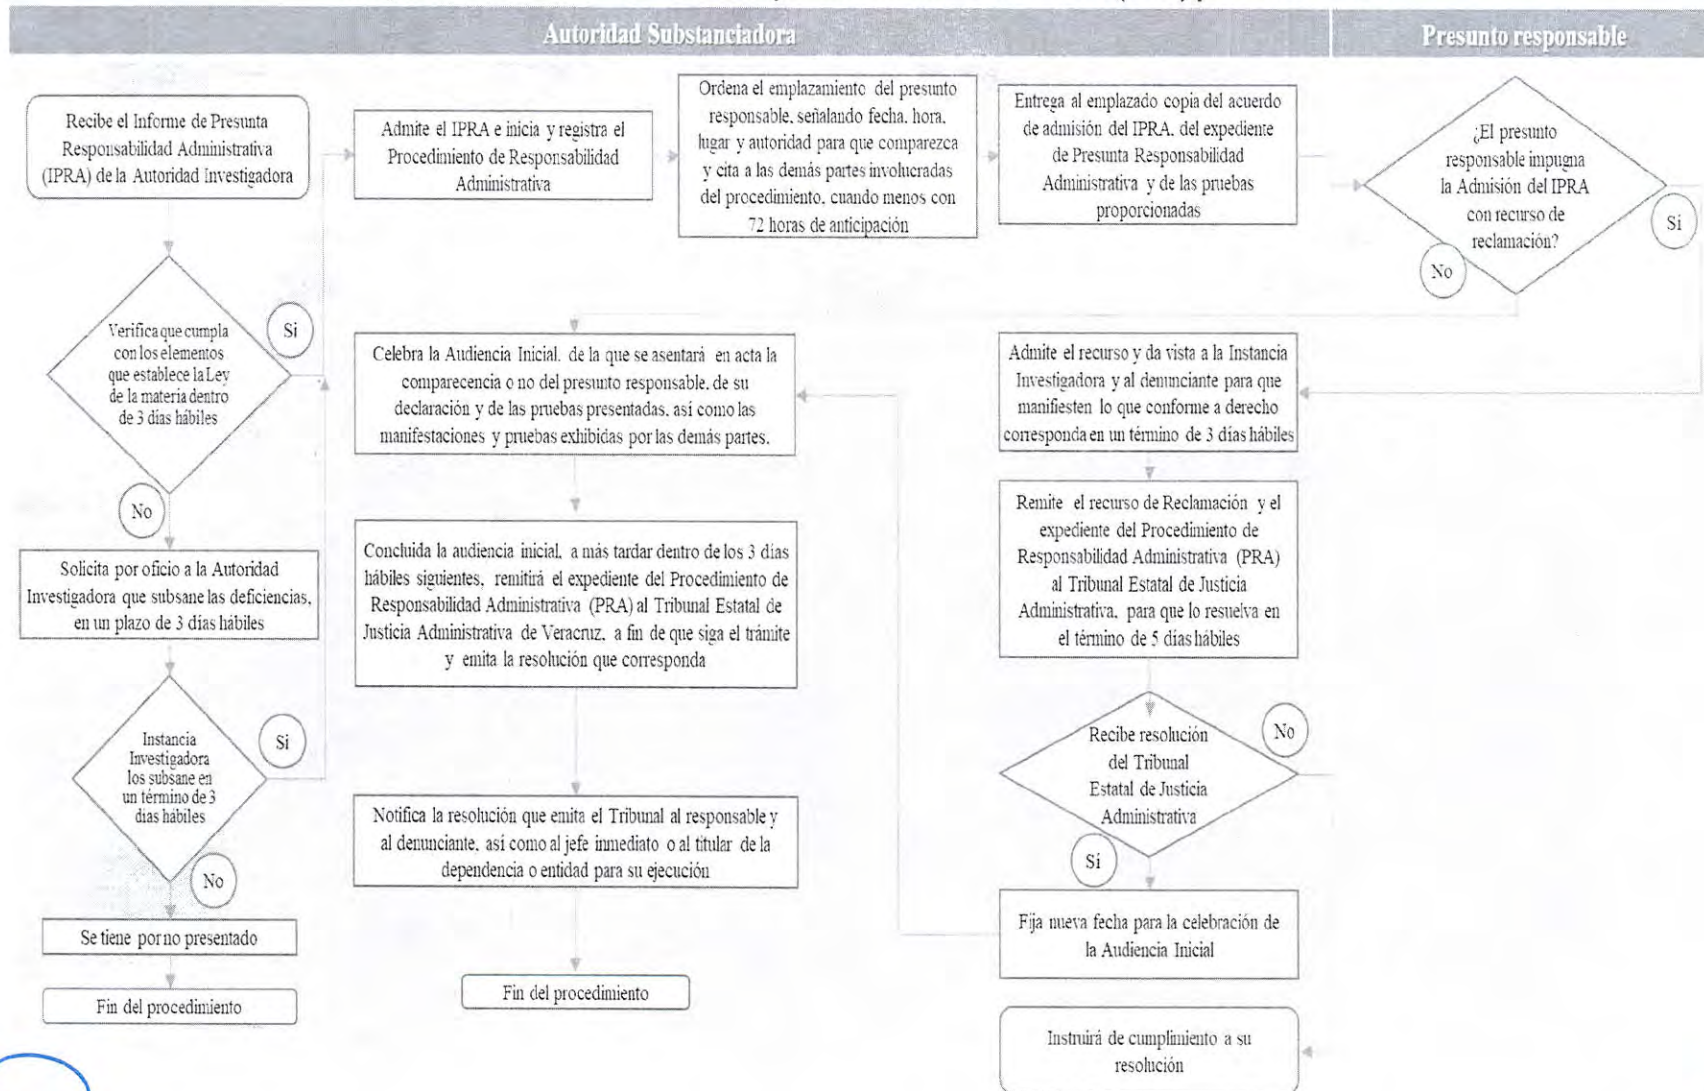 Autoridad Substanciadora
Presunto responsable
Recibe el Informe de Presunta
Responsabilidad Administrativa
(IPRA) de la Autoridad Investigadora
Verifica que cumpla
con los elementos
que establece la Ley
de la materia dentro
de 3 días hábiles
Si
No
Solicita por oficio a la Autoridad
Investigadora que subsane las deficiencias,
en un plazo de 3 días hábiles
Instancia
Investigadora
los subsane en
un término de 3
días hábiles
Si
No
Se tiene por no presentado
Fin del procedimiento
Admite el IPRA e inicia y registra el
Procedimiento de Responsabilidad
Administrativa
Ordena el emplazamiento del presunto
responsable, señalando fecha, hora,
lugar y autoridad para que comparezca
y cita a las demás partes involucradas
del procedimiento, cuando menos con
72 horas de anticipación
Entrega al emplazado copia del acuerdo
de admisión del IPRA, del expediente
de Presunta Responsabilidad
Administrativa y de las pruebas
proporcionadas
¿El presunto
responsable impugna
la Admisión del IPRA
con recurso de
reclamación?
Si
No
Celebra la Audiencia Inicial, de la que se asentará en acta la
comparecencia o no del presunto responsable, de su
declaración y de las pruebas presentadas, así como las
manifestaciones y pruebas exhibidas por las demás partes.
Concluida la audiencia inicial, a más tardar dentro de los 3 días
hábiles siguientes, remitirá el expediente del Procedimiento de
Responsabilidad Administrativa (PRA) al Tribunal Estatal de
Justicia Administrativa de Veracruz, a fin de que siga el trámite
y emita la resolución que corresponda
Notifica la resolución que emita el Tribunal al responsable y
al denunciante, así como al jefe inmediato o al titular de la
dependencia o entidad para su ejecución
Fin del procedimiento
Admite el recurso y da vista a la Instancia
Investigadora y al denunciante para que
manifiesten lo que conforme a derecho
corresponda en un término de 3 días hábiles
Remite el recurso de Reclamación y el
expediente del Procedimiento de
Responsabilidad Administrativa (PRA)
al Tribunal Estatal de Justicia
Administrativa, para que lo resuelva en
el término de 5 días hábiles
Recibe resolución
del Tribunal
Estatal de Justicia
Administrativa
No
Sí
Fija nueva fecha para la celebración de
la Audiencia Inicial
Instruirá de cumplimiento a su
resolución